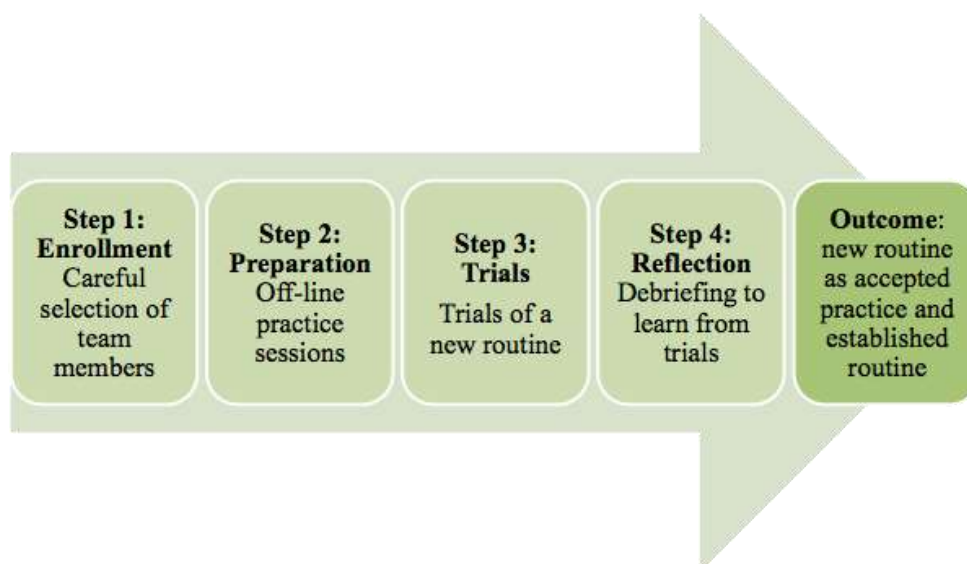 Step 1:
Enrollment
Careful
selection of
team
members
Step 2:
Preparation
Off-line
practice
sessions
Step 3:
Trials
Trials of a
new routine
Step 4:
Reflection
Debriefing to
learn from
trials
Outcome:
new routine
as accepted
practice and
established
routine